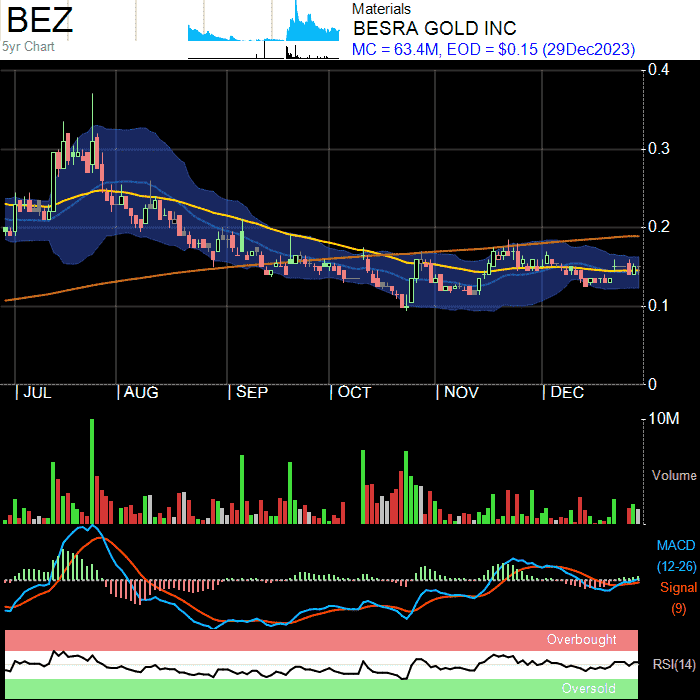 BEZ
5yr Chart
Materials
BESRA GOLD INC
MC = 63.4M, EOD = $0.15 (29Dec2023)
0.4
0.3
0.2
0.1
0
JUL AUG SEP OCT NOV DEC
10M
Volume
MACD
(12-26)
Signal
(9)
Overbought
RSI(14)
Oversold